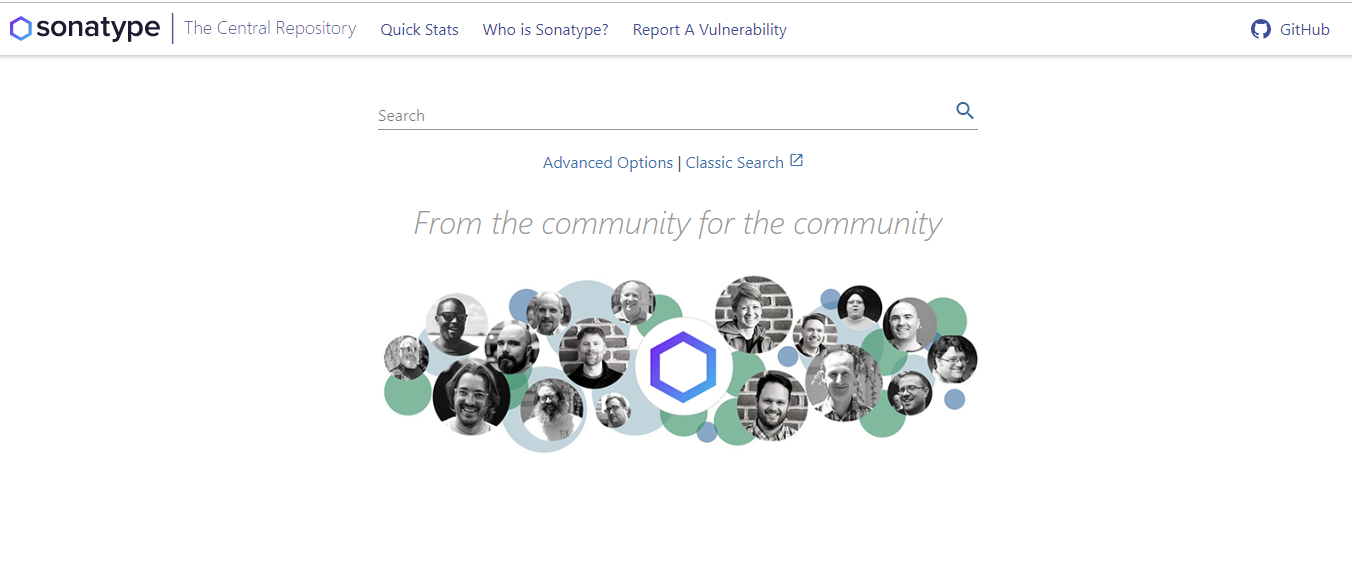 sonatype The Central Repository Quick Stats Who is Sonatype? Report A Vulnerability GitHub
Search
Advanced Options | Classic Search
From the community for the community